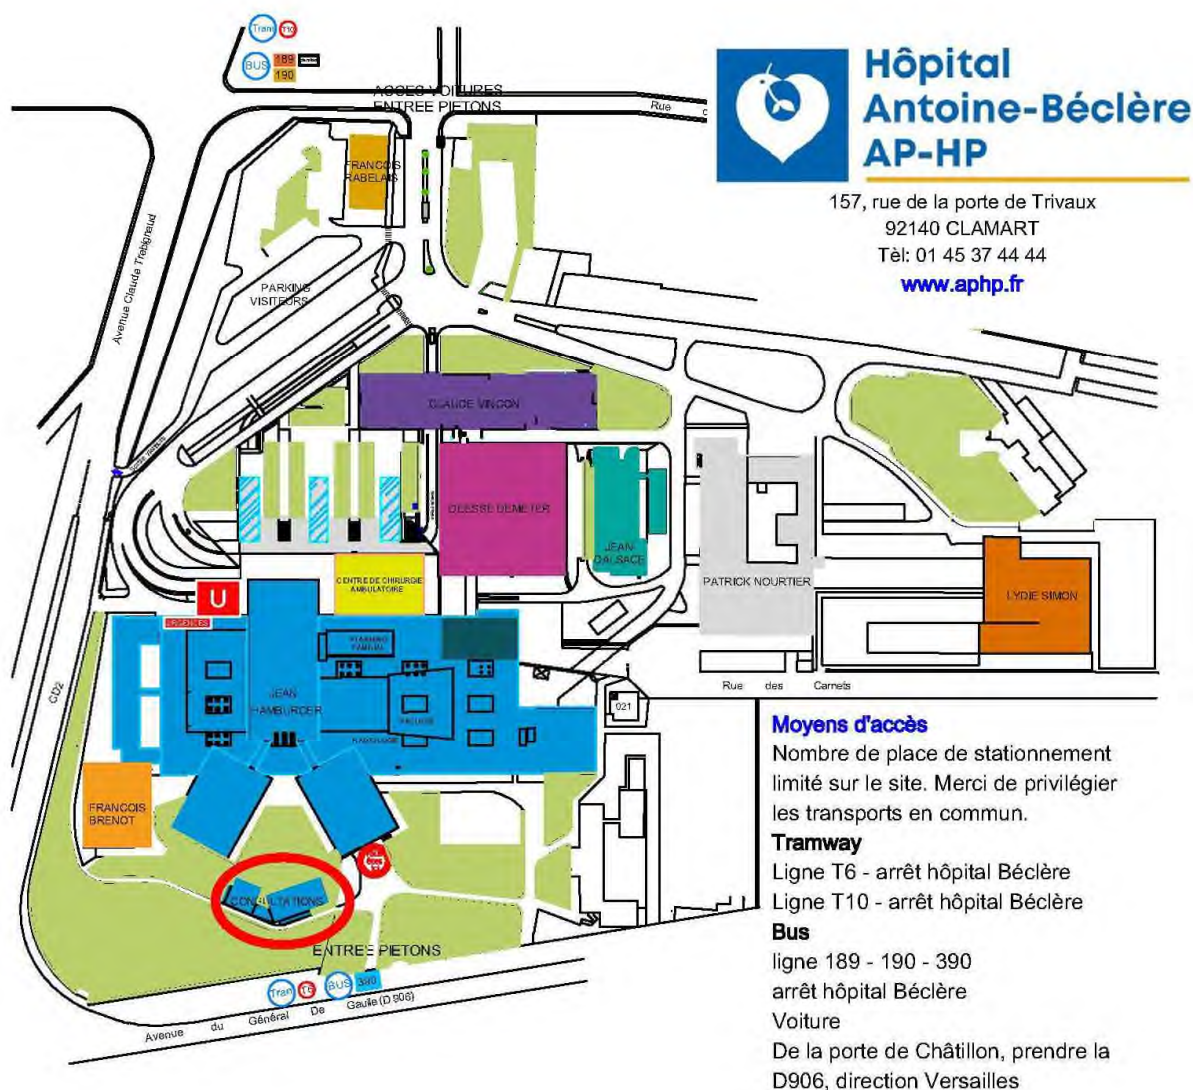 Tram T10
BUS 189
190
ACCES VOITURES
ENTREE PIETONS
Rue
Hôpital
Antoine-Béclère
AP-HP
157, rue de la porte de Trivaux
92140 CLAMART
Tèl: 01 45 37 44 44
www.aphp.fr
FRANCOIS
RABELAIS
Avenue Claude Trébignaud
PARKING
VISITEURS
CLAUDE VINCON
DEESSE DEMETER
JEAN
DALSACE
PATRICK NOURTIER
LYDIE SIMON
CENTRE DE CHIRURGIE
AMBULATOIRE
U
URGENCES
CD2
JEAN
HAMBURGER
Rue des Carnets
021
FRANCOIS
BRENOT
CONSULTATIONS
ENTREE PIETONS
Tram T6 BUS 390
Avenue du Général De Gaulle (D 906)
Moyens d'accès
Nombre de place de stationnement
limité sur le site. Merci de privilégier
les transports en commun.
Tramway
Ligne T6 - arrêt hôpital Béclère
Ligne T10 - arrêt hôpital Béclère
Bus
ligne 189 - 190 - 390
arrêt hôpital Béclère
Voiture
De la porte de Châtillon, prendre la
D906, direction Versailles